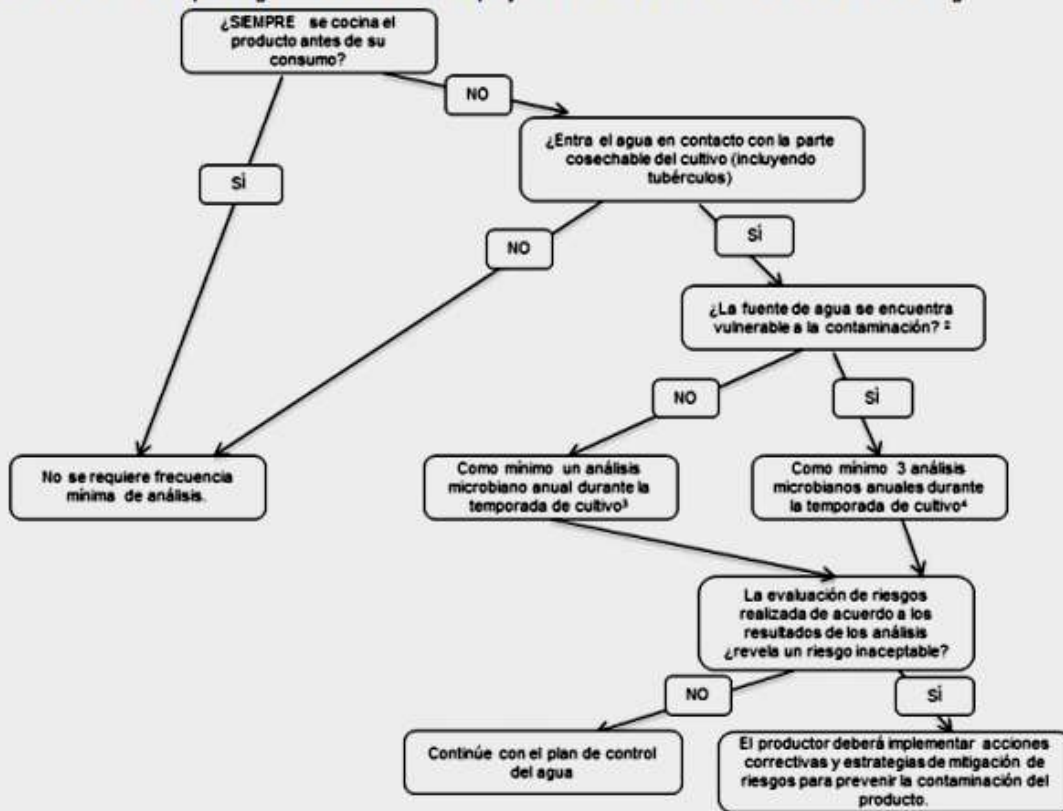 ¿SIEMPRE se cocina el
producto antes de su
consumo?
NO
¿Entra el agua en contacto con la parte
cosechable del cultivo (incluyendo
tubérculos)
SÌ
NO
SÌ
¿La fuente de agua se encuentra
vulnerable a la contaminación? ²
NO
SÌ
No se requiere frecuencia
mínima de análisis.
Como mínimo un análisis
microbiano anual durante la
temporada de cultivo³
Como mínimo 3 análisis
microbianos anuales durante
la temporada de cultivo⁴
La evaluación de riesgos
realizada de acuerdo a los
resultados de los análisis
¿revela un riesgo inaceptable?
NO
SÌ
Continúe con el plan de control
del agua
El productor deberá implementar acciones
correctivas y estrategias de mitigación de
riesgos para prevenir la contaminación del
producto.